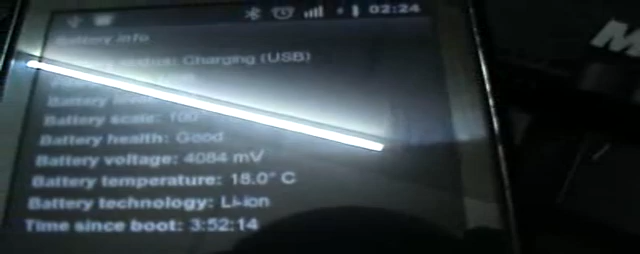 02:24
Battery info
Charging (USB)
Battery
Battery scale: 100
Battery health: Good
Battery voltage: 4084 mV
Battery temperature: 18.0° C
Battery technology: Li-ion
Time since boot: 3:52:14
M